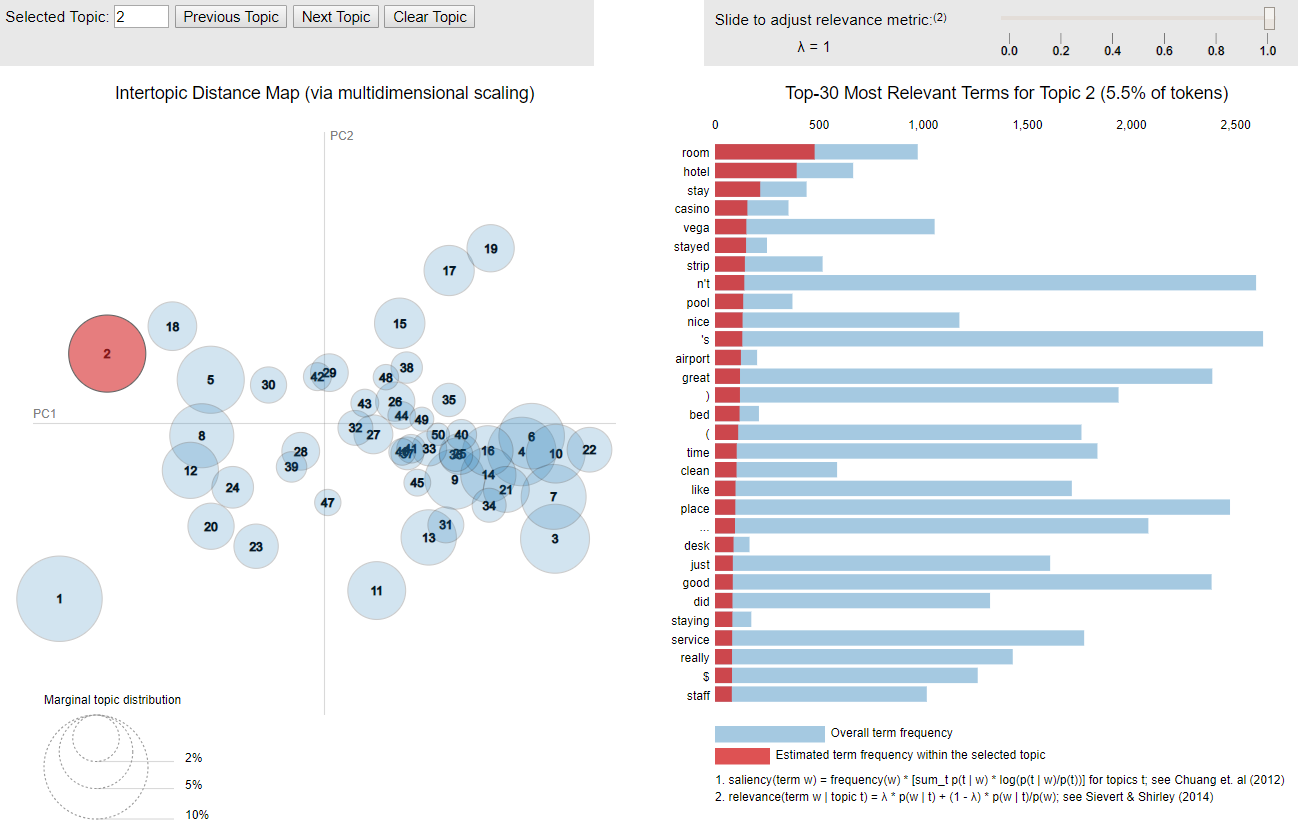 Selected Topic: 2 Previous Topic Next Topic Clear Topic
Slide to adjust relevance metric:(2)
λ = 1
0.0 0.2 0.4 0.6 0.8 1.0
Intertopic Distance Map (via multidimensional scaling)
PC2
PC1
19
17
18
15
2
5
30
42
29
48
38
43
26
35
44
49
8
32
27
50
40
6
28
41
37
33
36
25
16
4
10
22
39
12
24
45
9
14
21
7
47
34
20
31
13
3
23
11
1
Marginal topic distribution
2%
5%
10%
Top-30 Most Relevant Terms for Topic 2 (5.5% of tokens)
0 500 1,000 1,500 2,000 2,500
room
hotel
stay
casino
vega
stayed
strip
n't
pool
nice
's
airport
great
)
bed
(
time
clean
like
place
...
desk
just
good
did
staying
service
really
$
staff
Overall term frequency
Estimated term frequency within the selected topic
1. saliency(term w) = frequency(w) * [sum_t p(t | w) * log(p(t | w)/p(t))] for topics t; see Chuang et. al (2012)
2. relevance(term w | topic t) = λ * p(w | t) + (1 - λ) * p(w | t)/p(w); see Sievert & Shirley (2014)